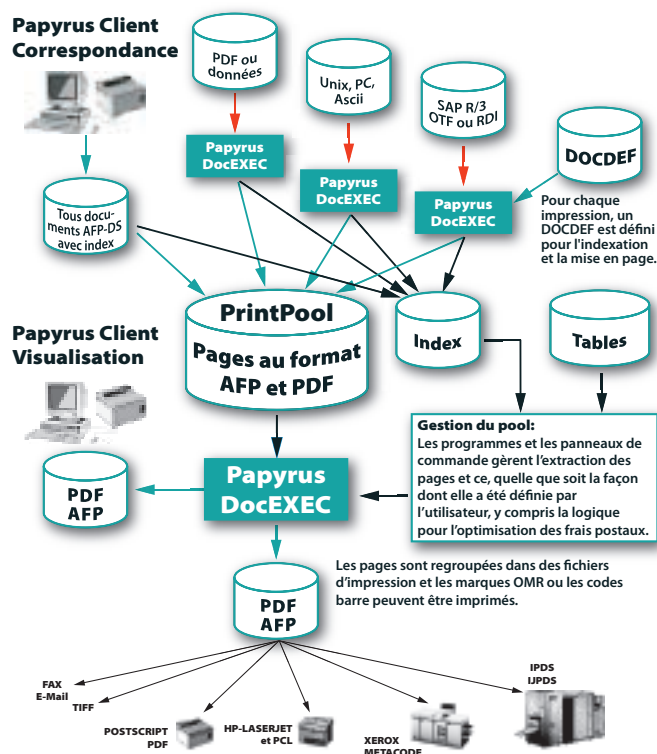 Papyrus Client
Correspondance
PDF ou
données
Unix, PC,
Ascii
SAP R/3
OTF ou RDI
DOCDEF
Papyrus
DocEXEC
Papyrus
DocEXEC
Papyrus
DocEXEC
Tous docu-
ments AFP-DS
avec index
Pour chaque
impression, un
DOCDEF est défini
pour l'indexation
et la mise en page.
PrintPool
Pages au format
AFP et PDF
Index
Tables
Papyrus Client
Visualisation
Gestion du pool:
Les programmes et les panneaux de
commande gèrent l'extraction des
pages et ce, quelle que soit la façon
dont elle a été définie par
l'utilisateur, y compris la logique
pour l'optimisation des frais postaux.
Papyrus
DocEXEC
PDF
AFP
Les pages sont regroupées dans des fichiers
d'impression et les marques OMR ou les codes
barre peuvent être imprimés.
PDF
AFP
FAX
E-Mail
TIFF
POSTSCRIPT
PDF
HP-LASERJET
et PCL
XEROX
METACODE
IPDS
IJPDS